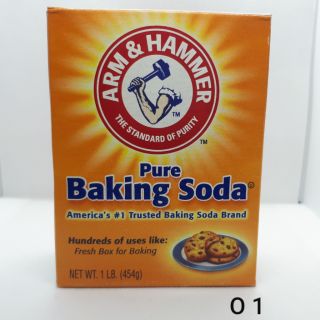 ARM & HAMMER
THE STANDARD OF PURITY
TM
TM
Pure
Baking Soda®
America's #1 Trusted Baking Soda Brand
Hundreds of uses like:
Fresh Box for Baking
NET WT. 1 LB. (454g)
01